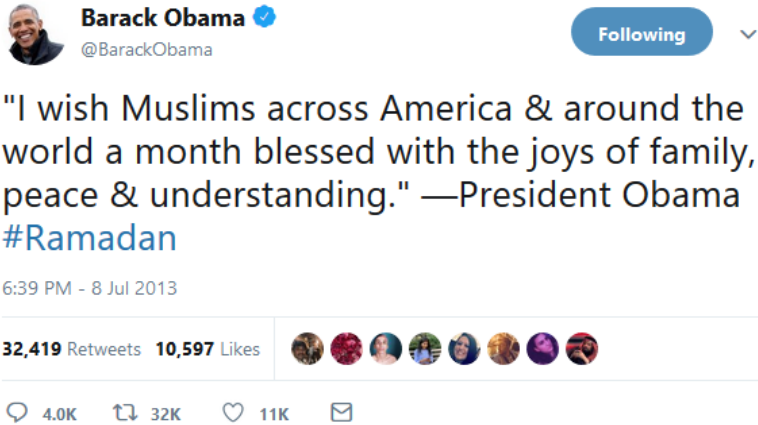 Barack Obama
@BarackObama
Following
"I wish Muslims across America & around the
world a month blessed with the joys of family,
peace & understanding." —President Obama
#Ramadan
6:39 PM - 8 Jul 2013
32,419 Retweets 10,597 Likes
4.0K 32K 11K